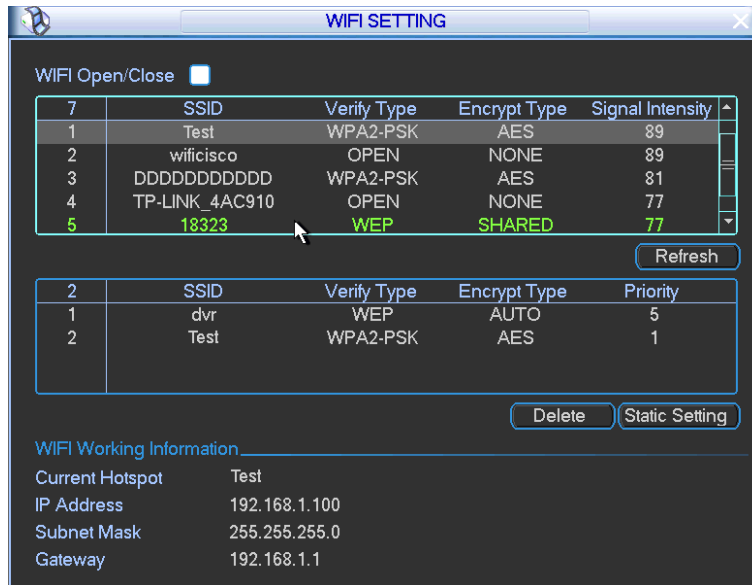 WIFI SETTING
WIFI Open/Close
7 SSID Verify Type Encrypt Type Signal Intensity
1 Test WPA2-PSK AES 89
2 wificisco OPEN NONE 89
3 DDDDDDDDDDD WPA2-PSK AES 81
4 TP-LINK_4AC910 OPEN NONE 77
5 18323 WEP SHARED 77
Refresh
2 SSID Verify Type Encrypt Type Priority
1 dvr WEP AUTO 5
2 Test WPA2-PSK AES 1
Delete Static Setting
WIFI Working Information
Current Hotspot Test
IP Address 192.168.1.100
Subnet Mask 255.255.255.0
Gateway 192.168.1.1